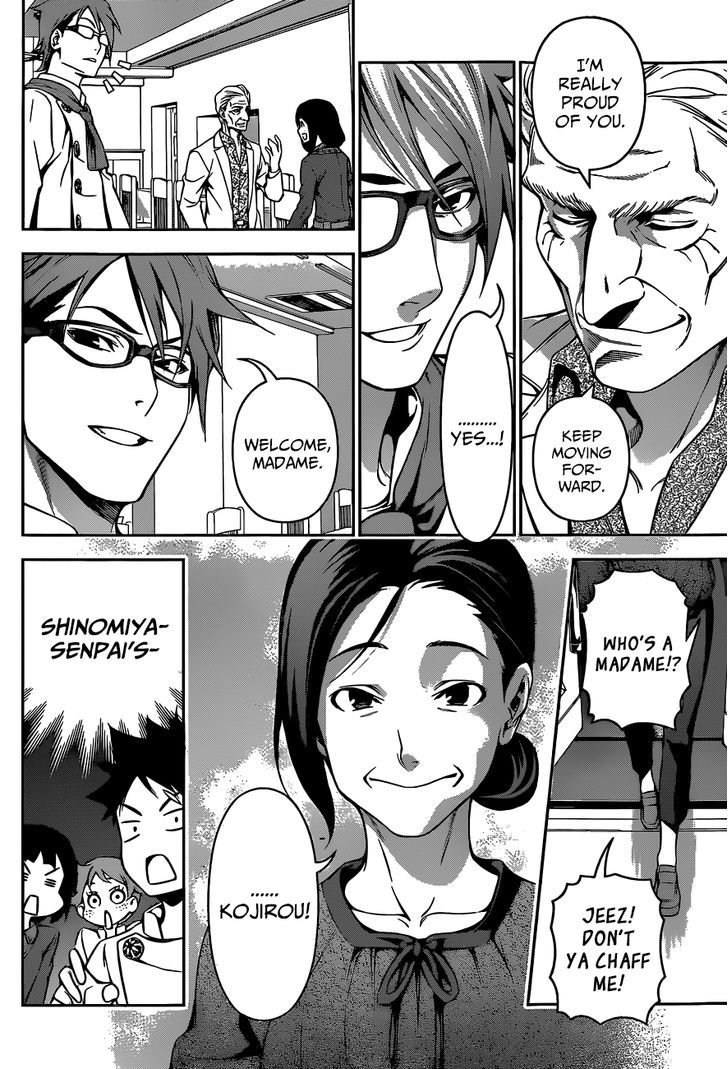 I'M
REALLY
PROUD
OF YOU.
KEEP
MOVING
FOR-
WARD.
.........
YES...!
WELCOME,
MADAME.
WHO'S A
MADAME!?
JEEZ!
DON'T
YA CHAFF
ME!
......
KOJIROU!
SHINOMIYA-
SENPAI'S-